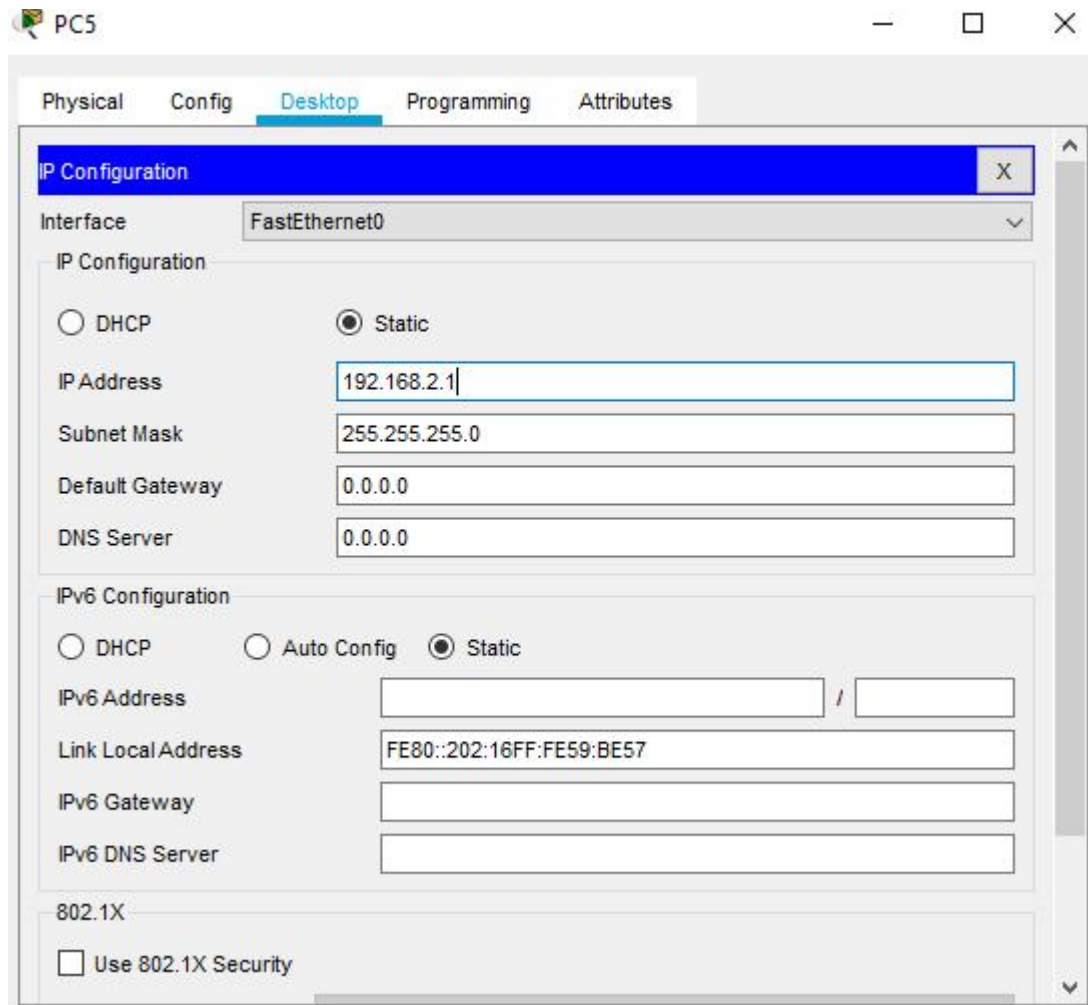 PC5
Physical Config Desktop Programming Attributes
IP Configuration X
Interface FastEthernet0
IP Configuration
DHCP Static
IP Address 192.168.2.1
Subnet Mask 255.255.255.0
Default Gateway 0.0.0.0
DNS Server 0.0.0.0
IPv6 Configuration
DHCP Auto Config Static
IPv6 Address /
Link Local Address FE80::202:16FF:FE59:BE57
IPv6 Gateway
IPv6 DNS Server
802.1X
Use 802.1X Security